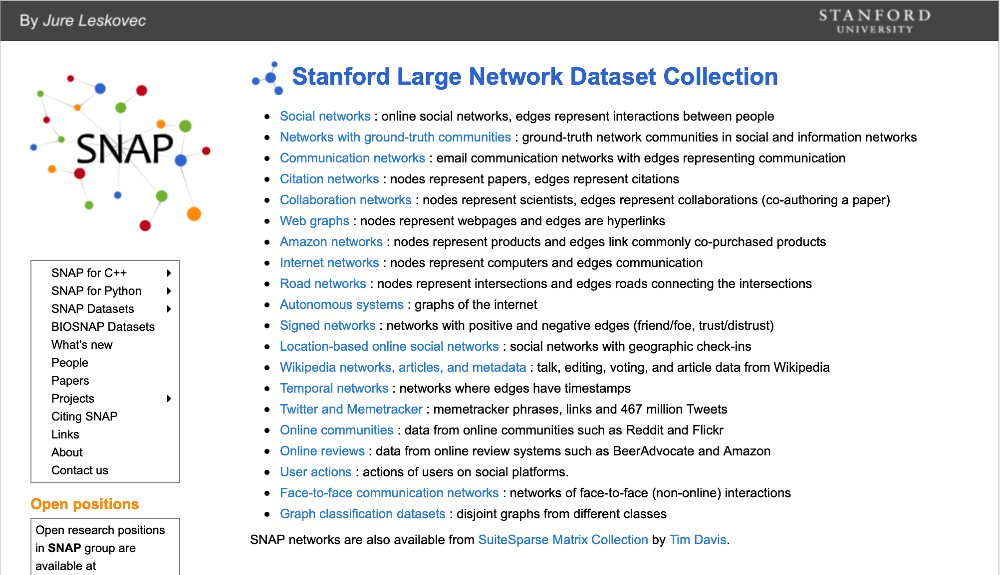 By Jure Leskovec
STANFORD
UNIVERSITY
SNAP
SNAP for C++
SNAP for Python
SNAP Datasets
BIOSNAP Datasets
What's new
People
Papers
Projects
Citing SNAP
Links
About
Contact us
Open positions
Open research positions
in SNAP group are
available at
Stanford Large Network Dataset Collection
Social networks : online social networks, edges represent interactions between people
Networks with ground-truth communities : ground-truth network communities in social and information networks
Communication networks : email communication networks with edges representing communication
Citation networks : nodes represent papers, edges represent citations
Collaboration networks : nodes represent scientists, edges represent collaborations (co-authoring a paper)
Web graphs : nodes represent webpages and edges are hyperlinks
Amazon networks : nodes represent products and edges link commonly co-purchased products
Internet networks : nodes represent computers and edges communication
Road networks : nodes represent intersections and edges roads connecting the intersections
Autonomous systems : graphs of the internet
Signed networks : networks with positive and negative edges (friend/foe, trust/distrust)
Location-based online social networks : social networks with geographic check-ins
Wikipedia networks, articles, and metadata : talk, editing, voting, and article data from Wikipedia
Temporal networks : networks where edges have timestamps
Twitter and Memetracker : memetracker phrases, links and 467 million Tweets
Online communities : data from online communities such as Reddit and Flickr
Online reviews : data from online review systems such as BeerAdvocate and Amazon
User actions : actions of users on social platforms.
Face-to-face communication networks : networks of face-to-face (non-online) interactions
Graph classification datasets : disjoint graphs from different classes
SNAP networks are also available from SuiteSparse Matrix Collection by Tim Davis.